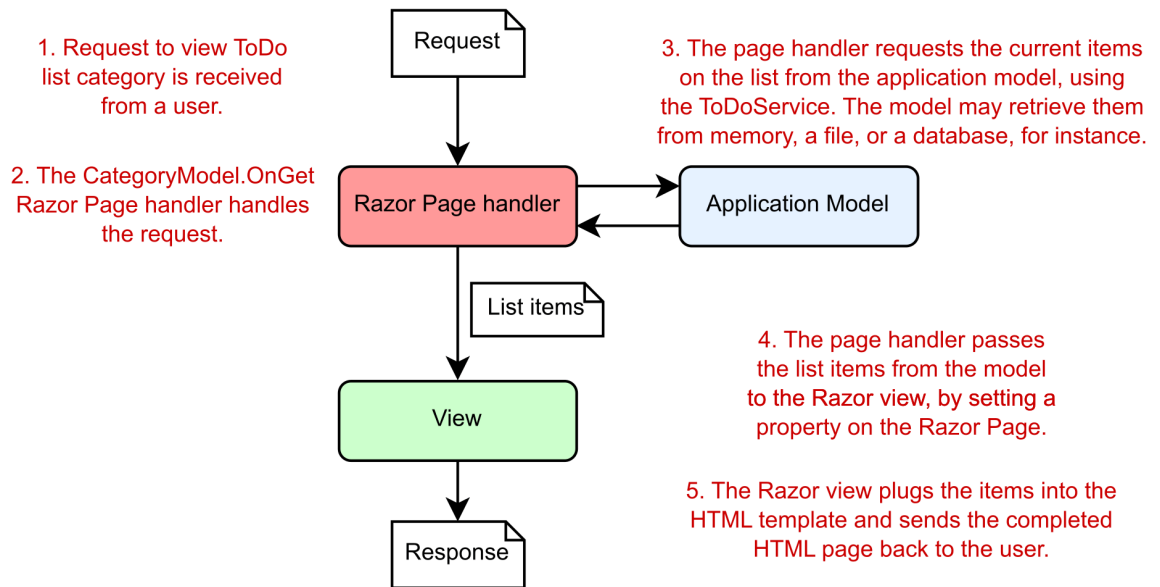 Request
1. Request to view ToDo
list category is received
from a user.
3. The page handler requests the current items
on the list from the application model, using
the ToDoService. The model may retrieve them
from memory, a file, or a database, for instance.
2. The CategoryModel.OnGet
Razor Page handler handles
the request.
Razor Page handler
Application Model
List items
4. The page handler passes
the list items from the model
to the Razor view, by setting a
property on the Razor Page.
View
5. The Razor view plugs the items into the
HTML template and sends the completed
HTML page back to the user.
Response